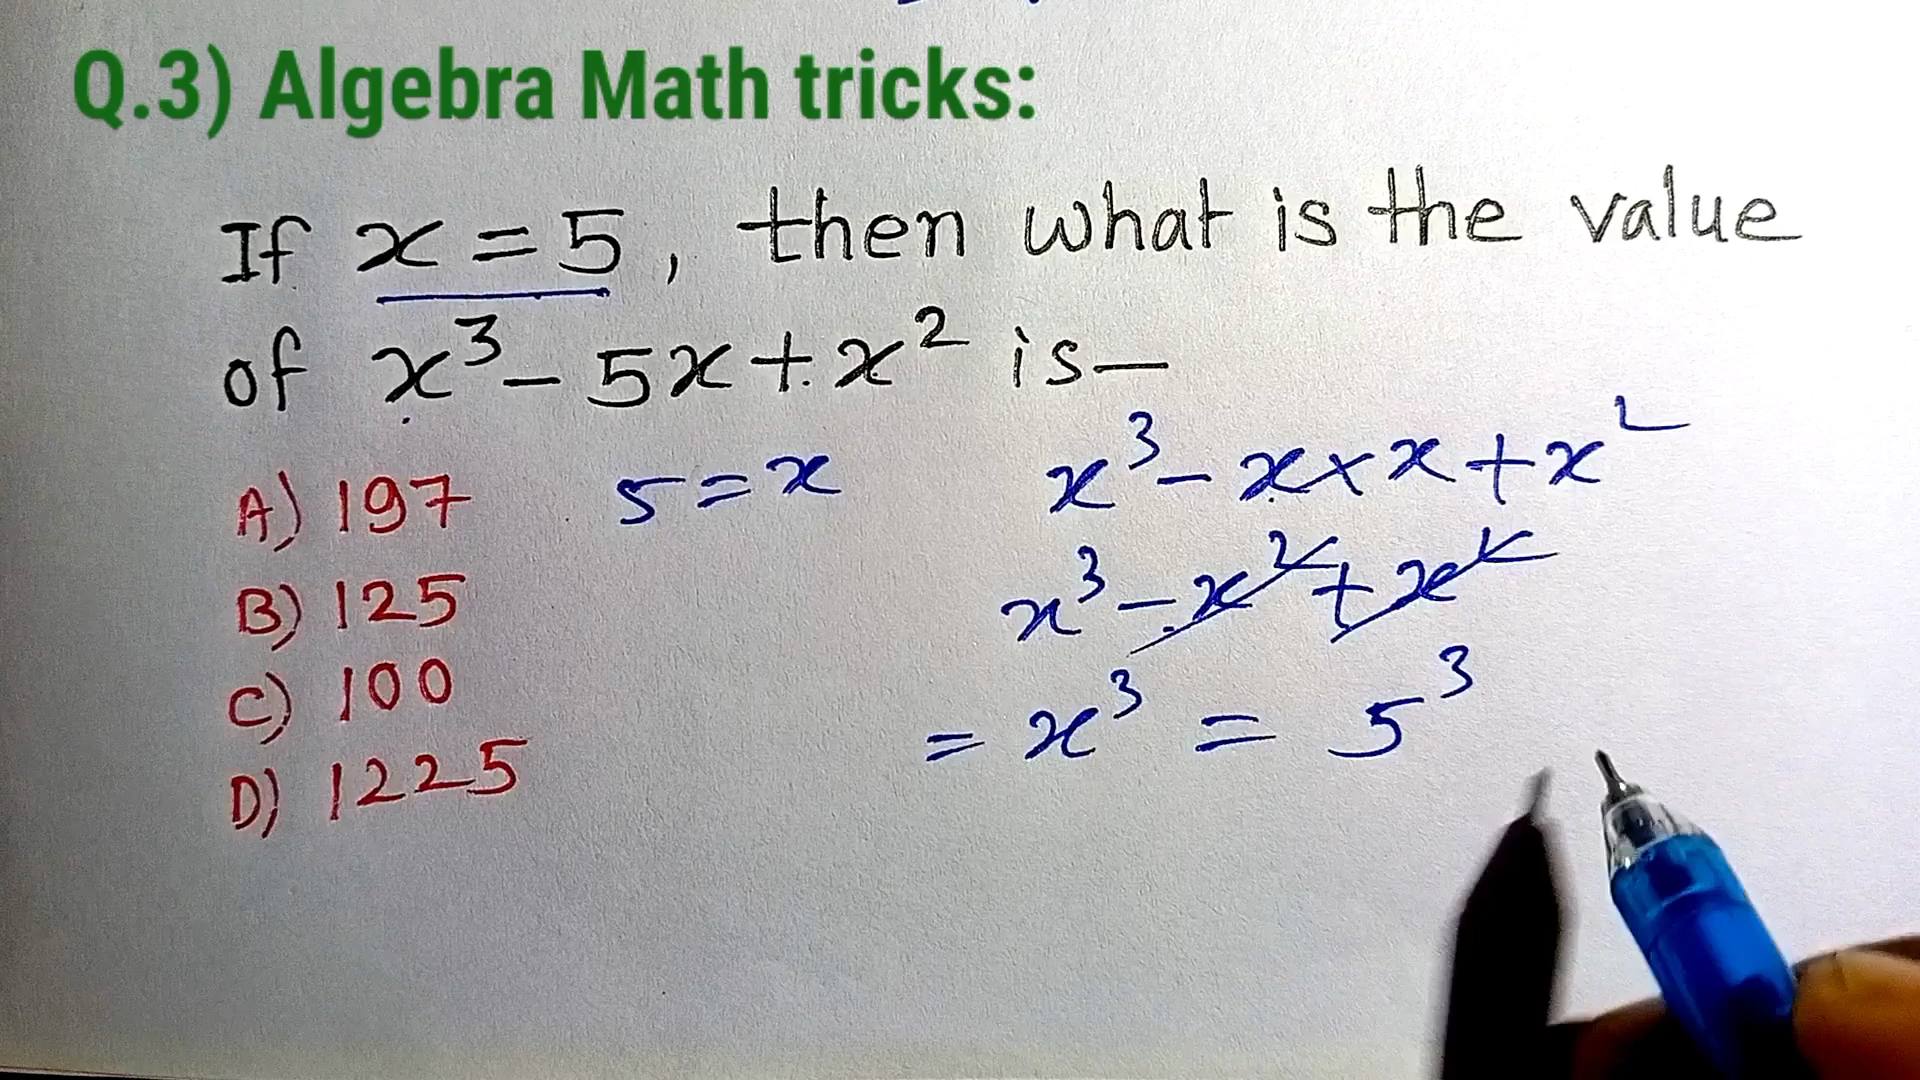 Q.3) Algebra Math tricks:
If x = 5, then what is the value
of x³ – 5x + x² is –
A) 197
B) 125
C) 100
D) 1225
5 = x
x³ – x × x + x²
x³ – x² + x²
= x³ = 5³